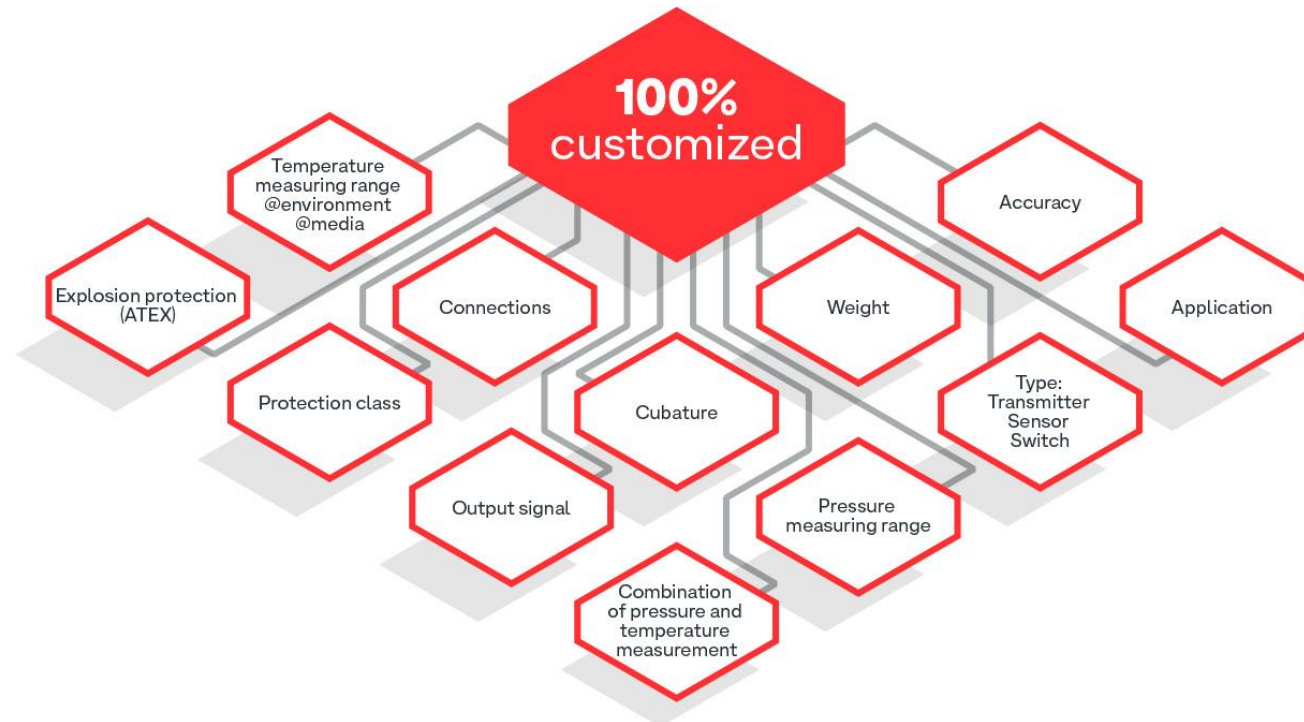 100%
customized
Temperature
measuring range
@environment
@media
Accuracy
Explosion protection
(ATEX)
Connections
Weight
Application
Protection class
Cubature
Type:
Transmitter
Sensor
Switch
Output signal
Pressure
measuring range
Combination
of pressure and
temperature
measurement